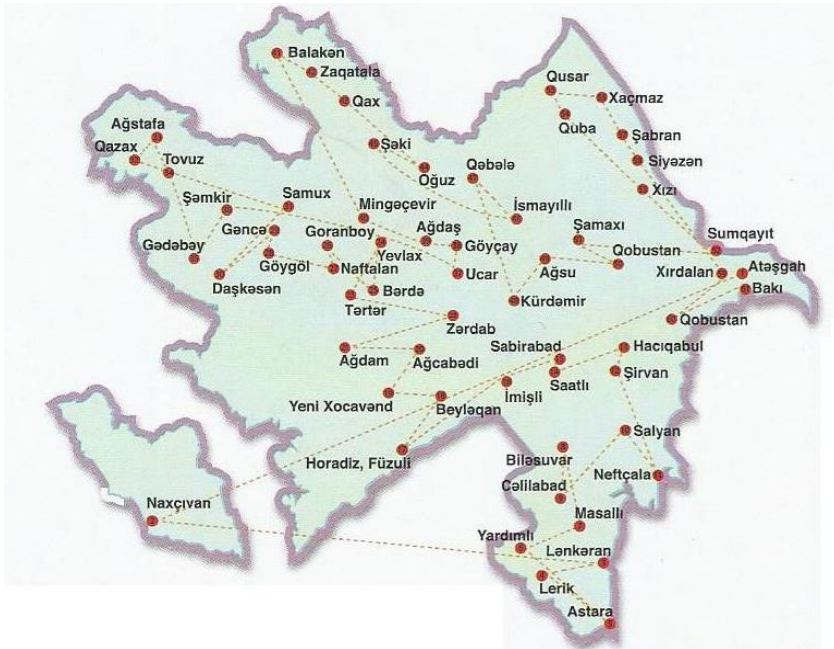 Balakən
Zaqatala
Qax
Qusar
Xaçmaz
Quba
Şabran
Siyəzən
Xızı
Ağstafa
Qazax
Tovuz
Şəki
Oğuz
Qəbələ
İsmayıllı
Şəmkir
Samux
Mingəçevir
Gəncə
Goranboy
Ağdaş
Göyçay
Yevlax
Şamaxı
Qobustan
Sumqayıt
Gədəbəy
Göygöl
Naftalan
Ucar
Ağsu
Xırdalan
Atəşgah
Bakı
Daşkəsən
Tərtər
Bərdə
Kürdəmir
Zərdab
Qobustan
Ağdam
Ağcabədi
Sabirabad
Hacıqabul
Saatlı
Şirvan
İmişli
Yeni Xocavənd
Beyləqan
Horadiz, Füzuli
Salyan
Biləsuvar
Neftçala
Cəlilabad
Masallı
Naxçıvan
Yardımlı
Lənkəran
Lerik
Astara